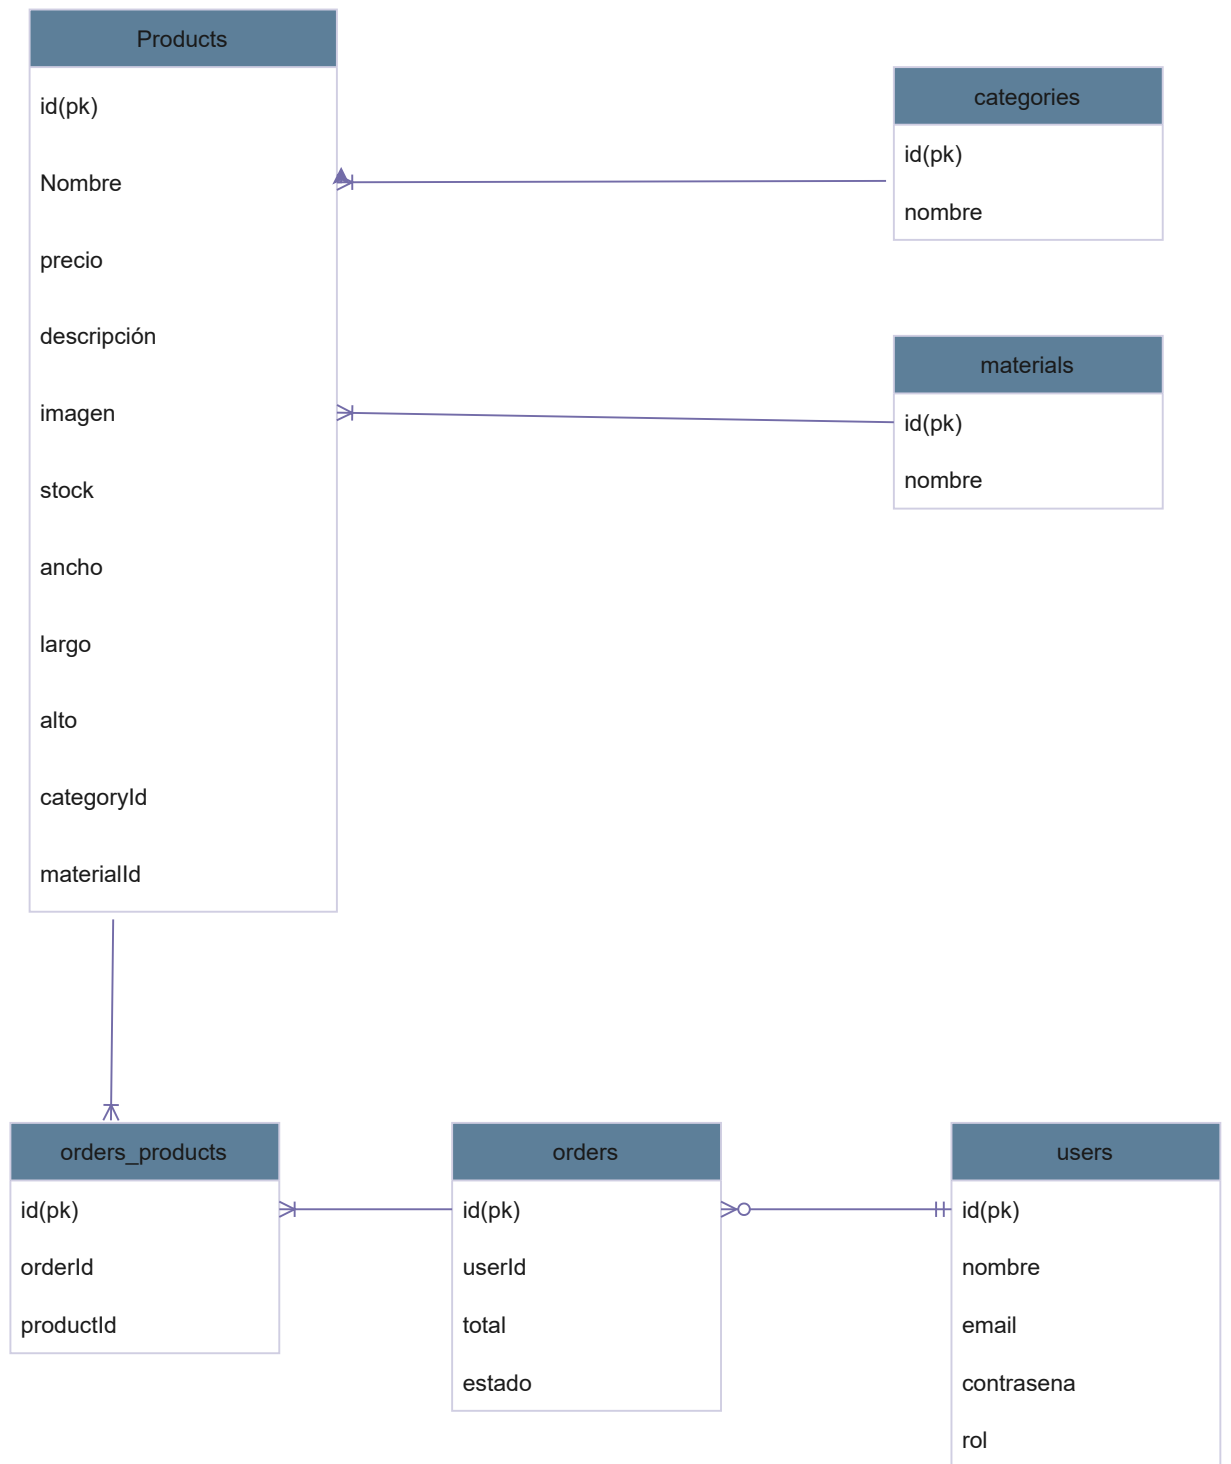 Products
id(pk)
Nombre
precio
descripción
imagen
stock
ancho
largo
alto
categoryId
materialId
categories
id(pk)
nombre
materials
id(pk)
nombre
orders_products
id(pk)
orderId
productId
orders
id(pk)
userId
total
estado
users
id(pk)
nombre
email
contrasena
rol